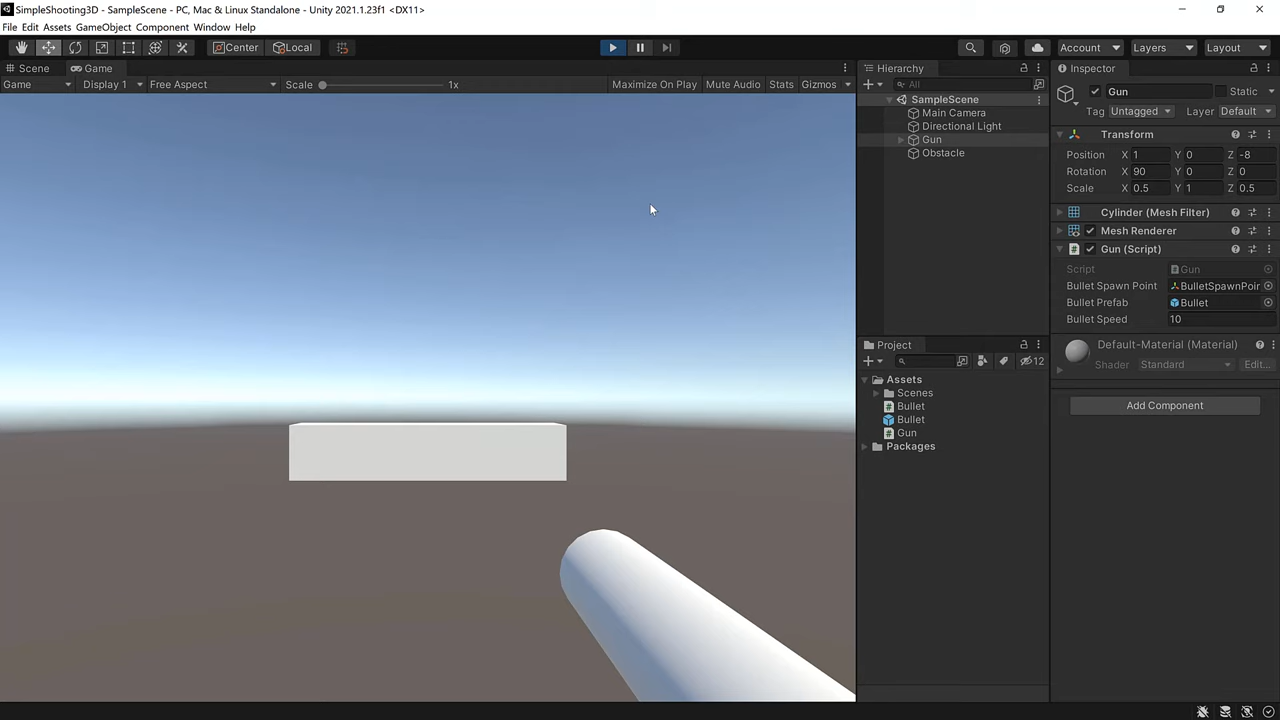 SimpleShooting3D - SampleScene - PC, Mac & Linux Standalone - Unity 2021.1.23f1 <DX11>
File Edit Assets GameObject Component Window Help
Center Local Account Layers Layout
Scene Game
Game Display 1 Free Aspect Scale 1x Maximize On Play Mute Audio Stats Gizmos
Hierarchy
All
SampleScene
Main Camera
Directional Light
Gun
Obstacle
Project
12
Assets
Scenes
Bullet
Bullet
Gun
Packages
Inspector
Gun Static
Tag Untagged Layer Default
Transform
Position X 1 Y 0 Z -8
Rotation X 90 Y 0 Z 0
Scale X 0.5 Y 1 Z 0.5
Cylinder (Mesh Filter)
Mesh Renderer
Gun (Script)
Script Gun
Bullet Spawn Point BulletSpawnPoin
Bullet Prefab Bullet
Bullet Speed 10
Default-Material (Material)
Shader Standard Edit...
Add Component